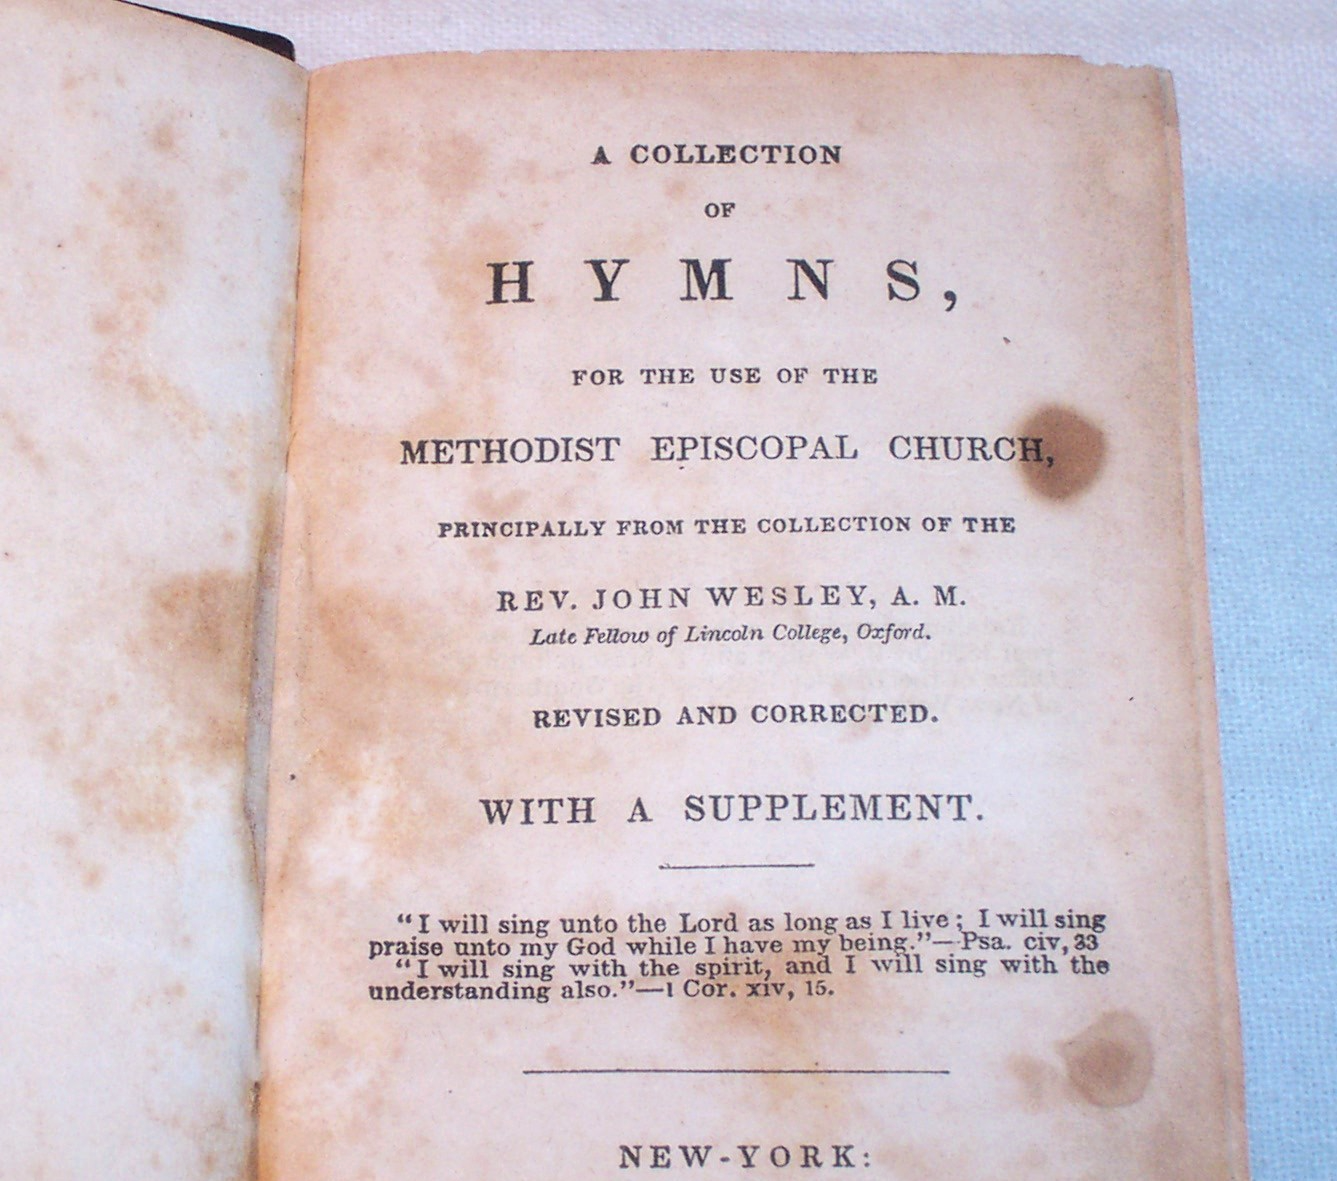 A COLLECTION
OF
HYMNS,
FOR THE USE OF THE
METHODIST EPISCOPAL CHURCH,
PRINCIPALLY FROM THE COLLECTION OF THE
REV. JOHN WESLEY, A. M.
Late Fellow of Lincoln College, Oxford.
REVISED AND CORRECTED.
WITH A SUPPLEMENT.
“I will sing unto the Lord as long as I live; I will sing
praise unto my God while I have my being.”—Psa. civ, 33
“I will sing with the spirit, and I will sing with the
understanding also.”—1 Cor. xiv, 15.
NEW-YORK: